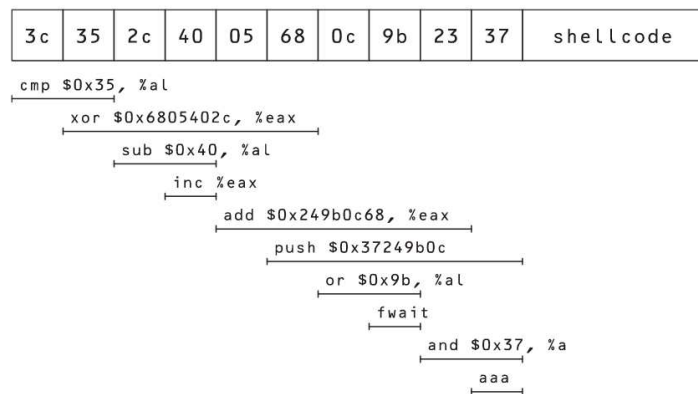 3c 35 2c 40 05 68 0c 9b 23 37 shellcode
cmp $0x35, %al
xor $0x6805402c, %eax
sub $0x40, %al
inc %eax
add $0x249b0c68, %eax
push $0x37249b0c
or $0x9b, %al
fwait
and $0x37, %a
aaa